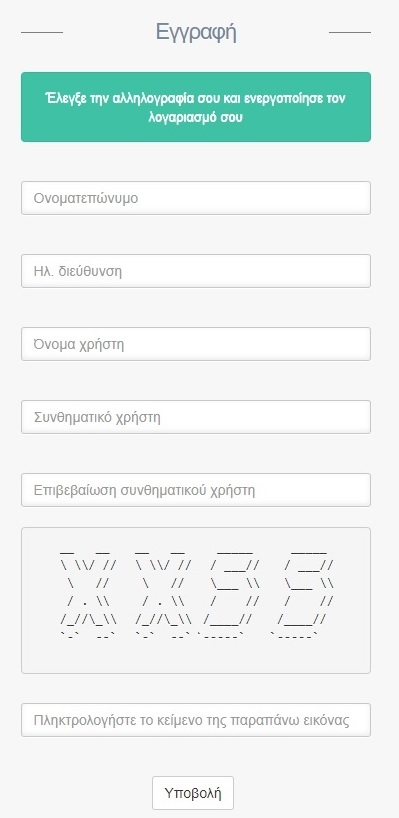 Εγγραφή
Έλεγξε την αλληλογραφία σου και ενεργοποίησε τον
λογαριασμό σου
Ονοματεπώνυμο
Ηλ. διεύθυνση
Όνομα χρήστη
Συνθηματικό χρήστη
Επιβεβαίωση συνθηματικού χρήστη
XXSS
Πληκτρολογήστε το κείμενο της παραπάνω εικόνας
Υποβολή